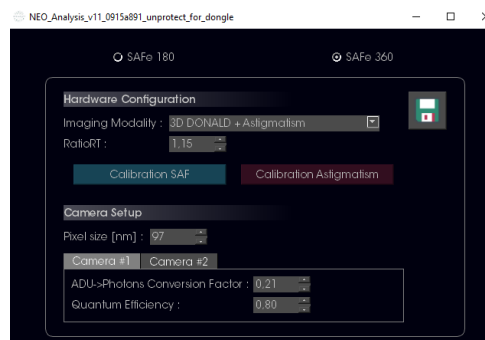 NEO_Analysis_v11_0915a891_unprotect_for_dongle
SAFe 180 SAFe 360
Hardware Configuration
Imaging Modality : 3D DONALD + Astigmatism
RatioRT : 1,15
Calibration SAF Calibration Astigmatism
Camera Setup
Pixel size [nm] : 97
Camera #1 Camera #2
ADU->Photons Conversion Factor : 0,21
Quantum Efficiency : 0,80